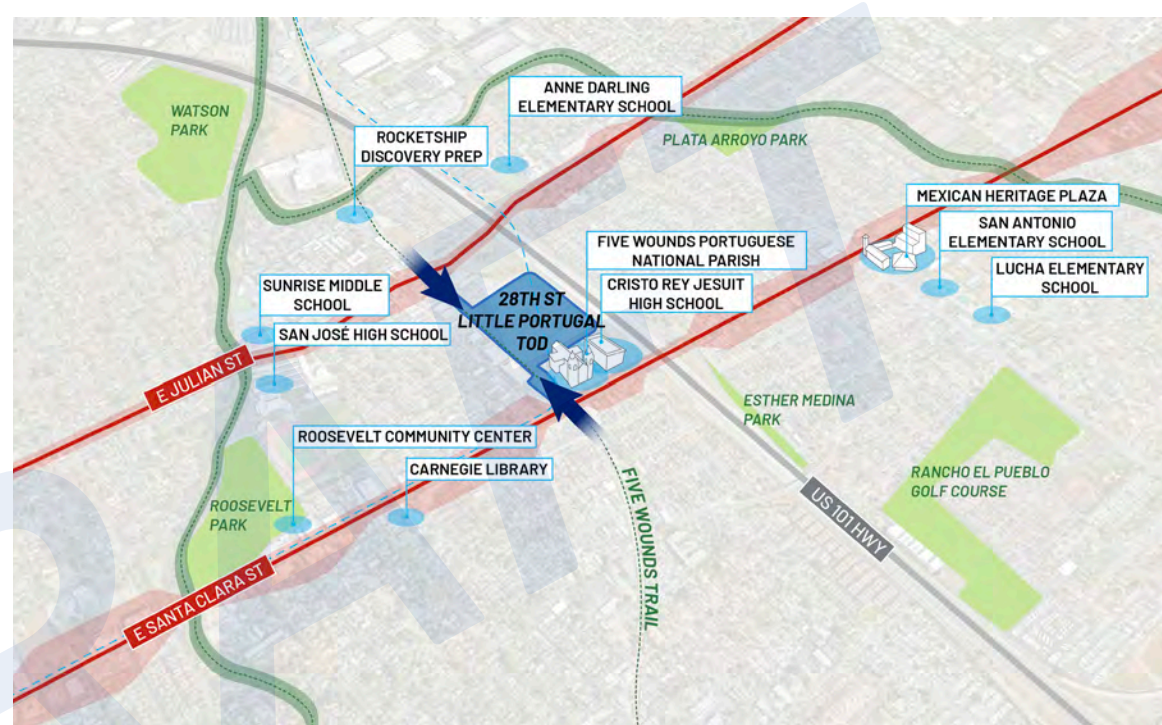 ANNE DARLING
ELEMENTARY SCHOOL
WATSON
PARK
ROCKETSHIP
DISCOVERY PREP
PLATA ARROYO PARK
MEXICAN HERITAGE PLAZA
SAN ANTONIO
ELEMENTARY SCHOOL
FIVE WOUNDS PORTUGUESE
NATIONAL PARISH
LUCHA ELEMENTARY
SCHOOL
SUNRISE MIDDLE
SCHOOL
CRISTO REY JESUIT
HIGH SCHOOL
28TH ST
LITTLE PORTUGAL
TOD
SAN JOSÉ HIGH SCHOOL
E JULIAN ST
ESTHER MEDINA
PARK
ROOSEVELT COMMUNITY CENTER
CARNEGIE LIBRARY
RANCHO EL PUEBLO
GOLF COURSE
ROOSEVELT
PARK
FIVE WOUNDS TRAIL
US 101 HWY
E SANTA CLARA ST